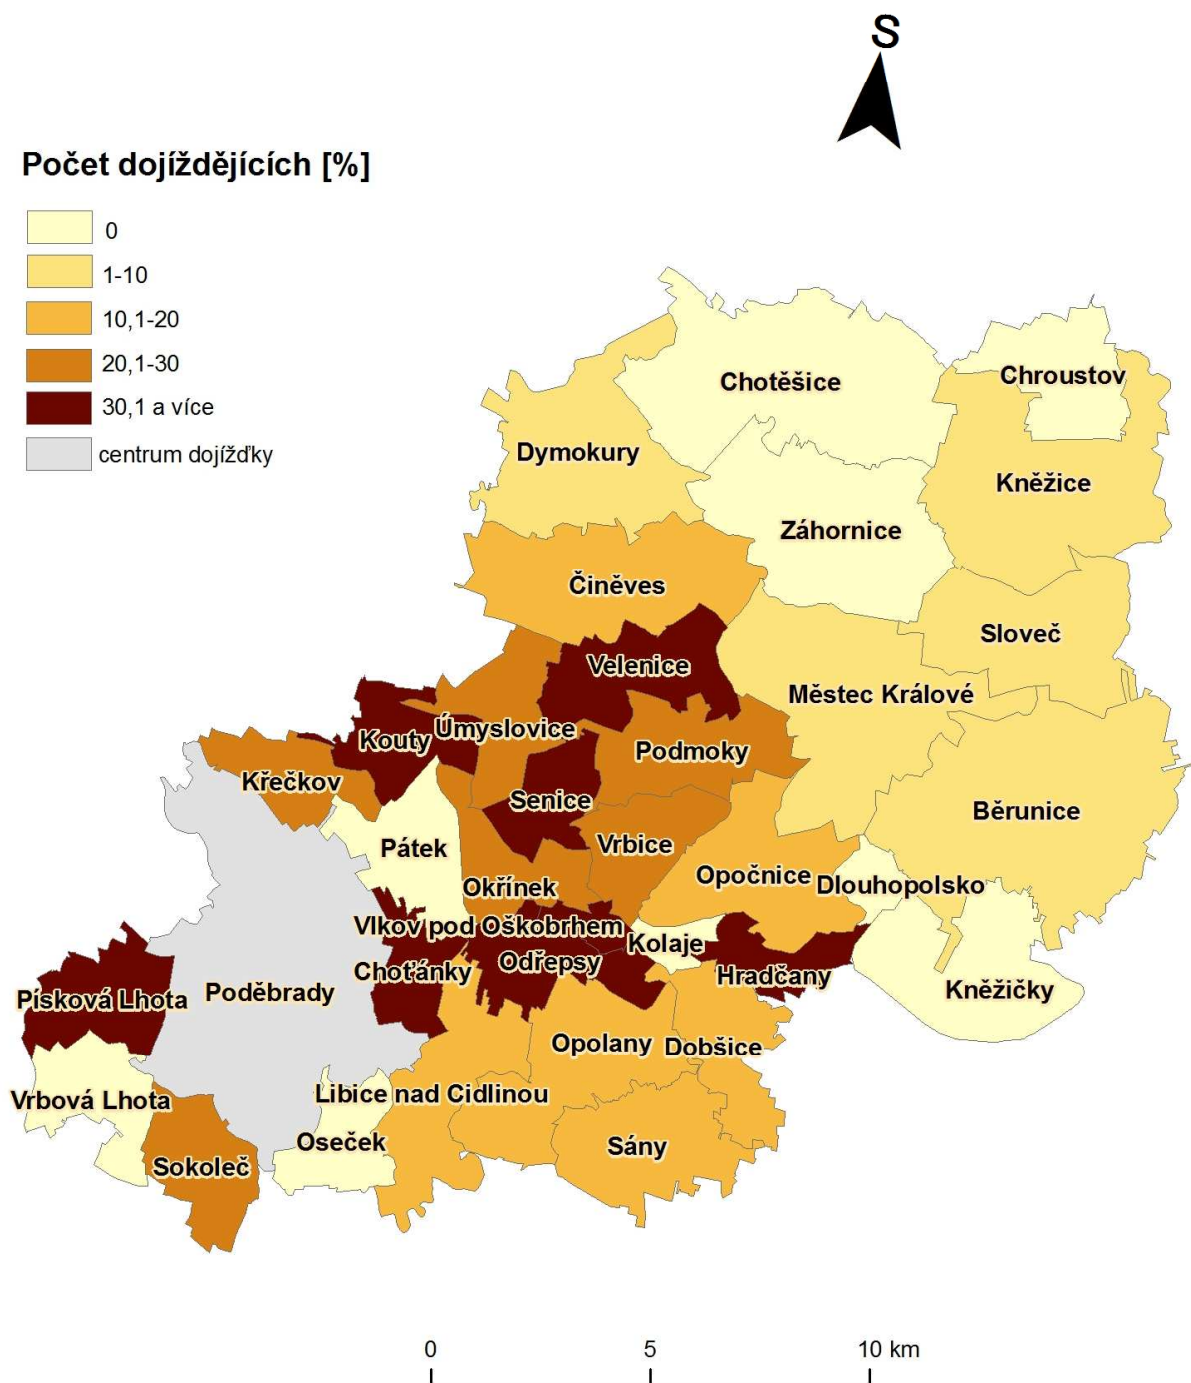 S
Počet dojíždějících [%]
0
1-10
10,1-20
20,1-30
30,1 a více
centrum dojížďky
Chroustov
Chotěšice
Dymokury
Kněžice
Záhornice
Činěves
Sloveč
Velenice
Městec Králové
Úmyslovice
Kouty
Podmoky
Křečkov
Senice
Běrunice
Vrbice
Pátek
Opočnice
Dlouhopolsko
Okřínek
Vlkov pod Oškobrhem
Kolaje
Odřepsy
Choťánky
Hradčany
Kněžičky
Poděbrady
Písková Lhota
Opolany
Dobšice
Libice nad Cidlinou
Vrbová Lhota
Oseček
Sány
Sokoleč
0 5 10 km